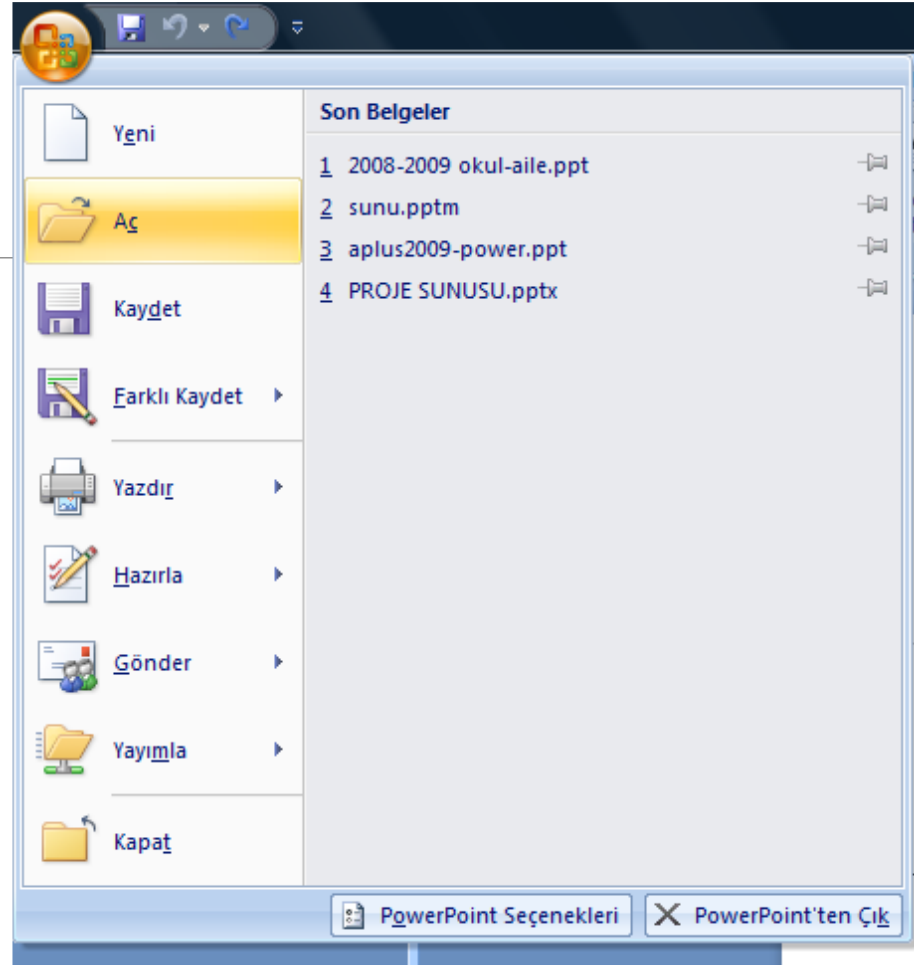 Yeni
Aç
Kaydet
Farklı Kaydet
Yazdır
Hazırla
Gönder
Yayımla
Kapat
Son Belgeler
1 2008-2009 okul-aile.ppt
2 sunu.pptm
3 aplus2009-power.ppt
4 PROJE SUNUSU.pptx
PowerPoint Seçenekleri
PowerPoint'ten Çık